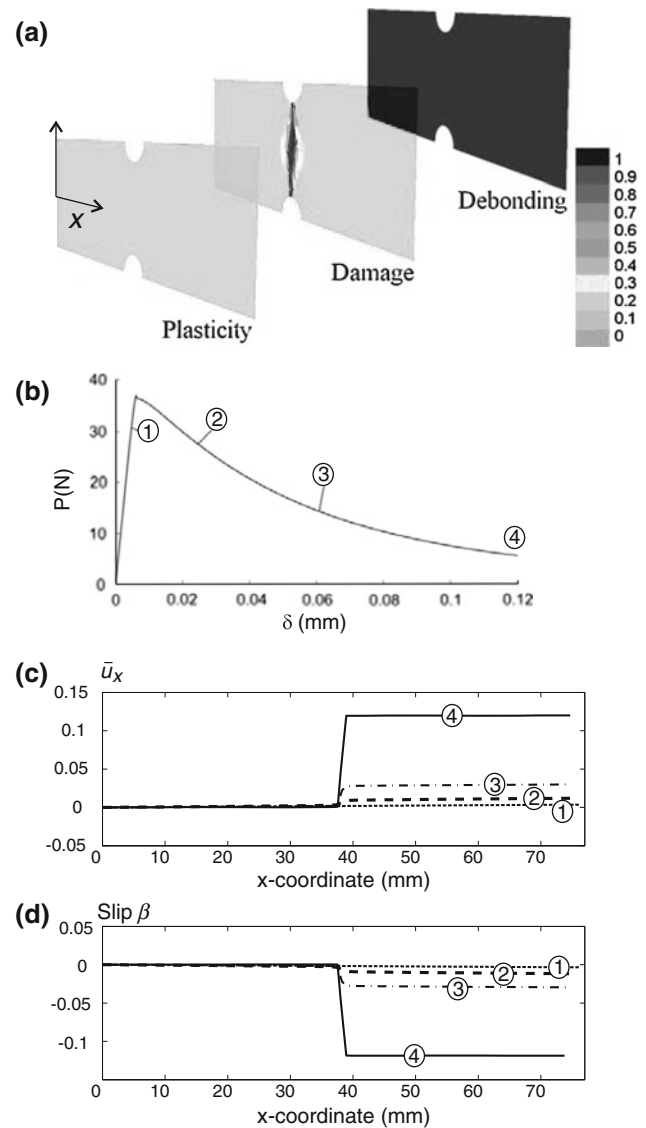 (a)
x
Plasticity
Damage
Debonding
1
0.9
0.8
0.7
0.6
0.5
0.4
0.3
0.2
0.1
0
(b)
P(N)
40
30
20
10
0
① ② ③ ④
0 0.02 0.04 0.06 0.08 0.1 0.12
δ (mm)
(c)
ūₓ
0.15
0.1
0.05
0
-0.05
④
③
②
①
0 10 20 30 40 50 60 70
x-coordinate (mm)
(d)
Slip β
0.05
0
-0.05
-0.1
①
②
③
④
0 10 20 30 40 50 60 70
x-coordinate (mm)